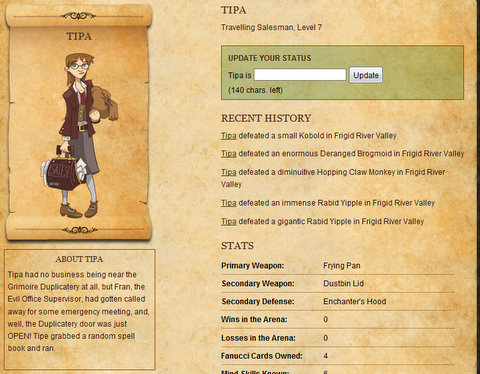 TIPA
SALES
ABOUT TIPA
Tipa had no business being near the
Grimoire Duplicatery at all, but Fran, the
Evil Office Supervisor, had gotten called
away for some emergency meeting, and,
well, the Duplicatery door was just
OPEN! Tipa grabbed a random spell
book and ran.
TIPA
Travelling Salesman, Level 7
UPDATE YOUR STATUS
Tipa is Update
(140 chars. left)
RECENT HISTORY
Tipa defeated a small Kobold in Frigid River Valley
Tipa defeated an enormous Deranged Brogmoid in Frigid River Valley
Tipa defeated a diminuitive Hopping Claw Monkey in Frigid River
Valley
Tipa defeated an immense Rabid Yipple in Frigid River Valley
Tipa defeated a gigantic Rabid Yipple in Frigid River Valley
STATS
Primary Weapon: Frying Pan
Secondary Weapon: Dustbin Lid
Secondary Defense: Enchanter's Hood
Wins in the Arena: 0
Losses in the Arena: 0
Fanucci Cards Owned: 4
Mind Skills Known: 6